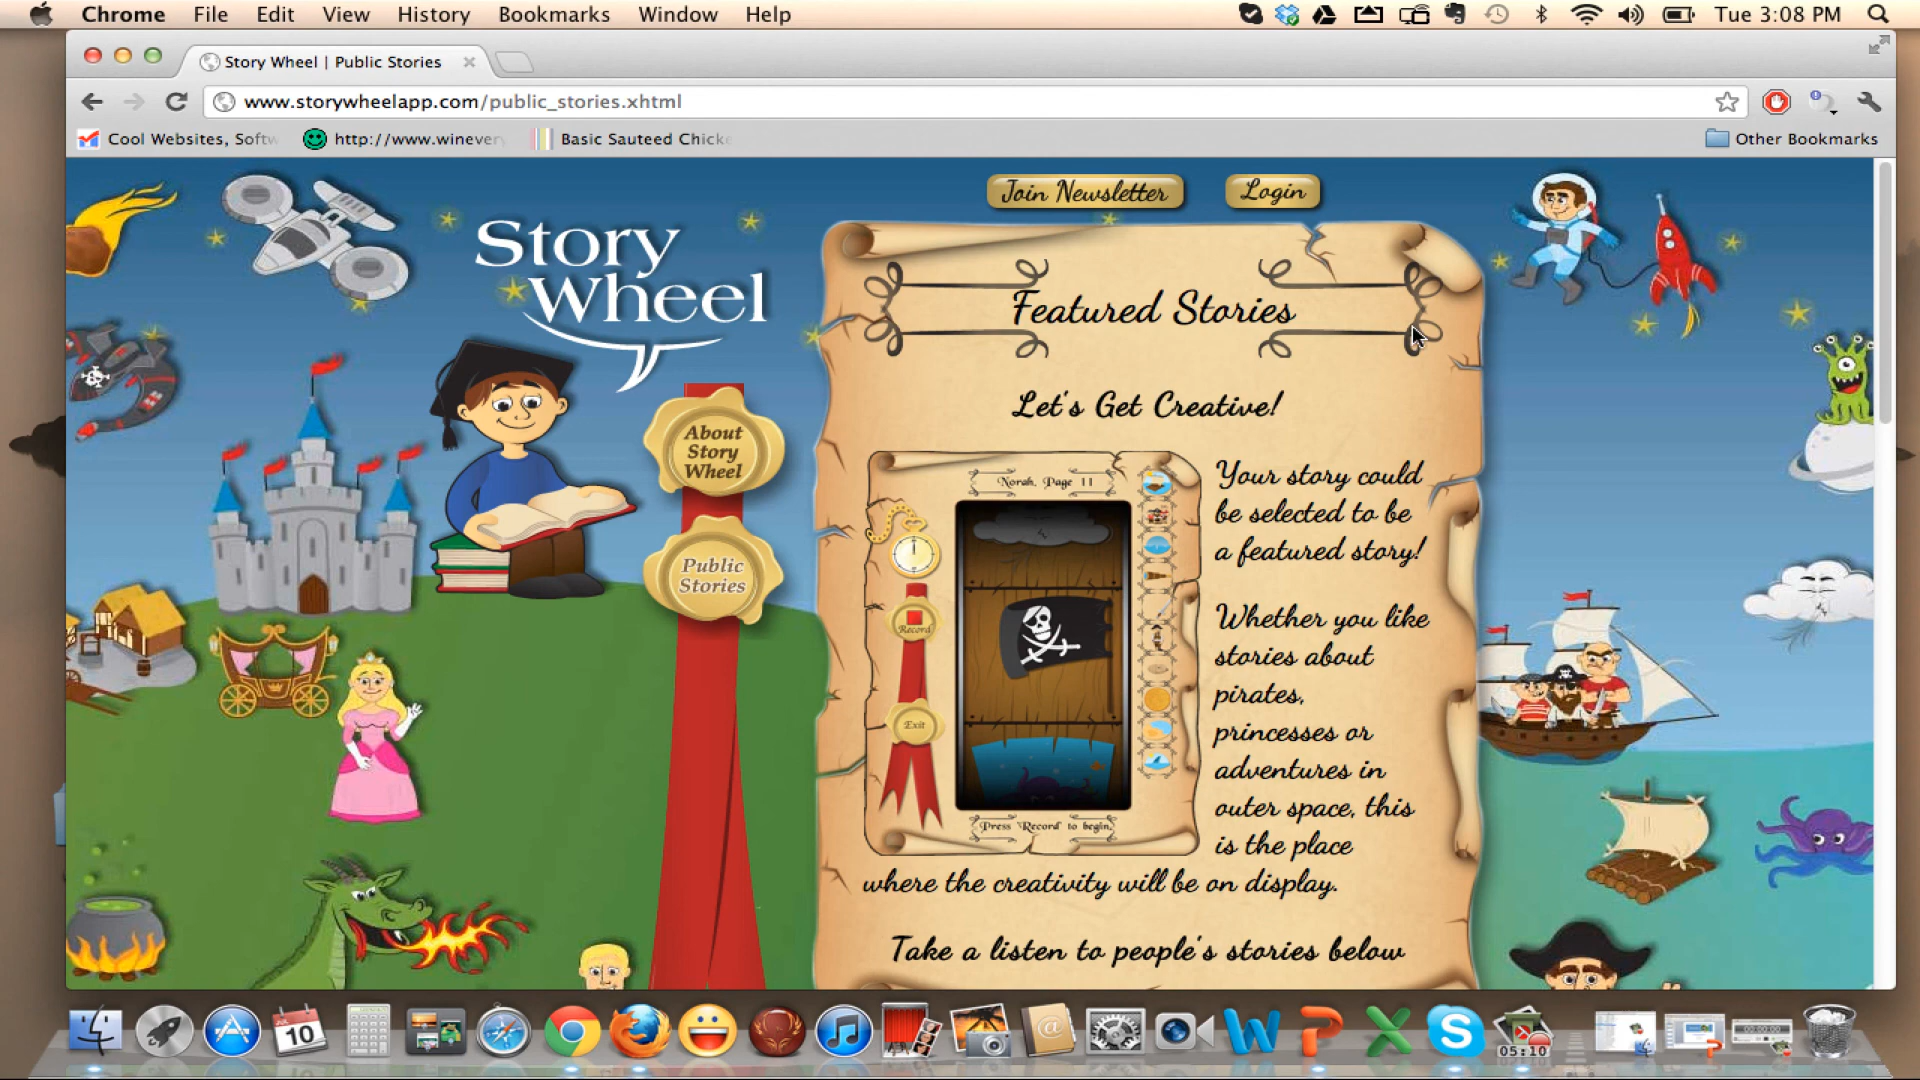 Chrome File Edit View History Bookmarks Window Help Tue 3:08 PM
Story Wheel | Public Stories
www.storywheelapp.com/public_stories.xhtml
Cool Websites, Softw http://www.winever Basic Sauteed Chicke Other Bookmarks
Join Newsletter Login
Story
Wheel
About
Story
Wheel
Public
Stories
Featured Stories
Let's Get Creative!
Norah, Page 11
Record
Exit
Press 'Record' to begin.
Your story could
be selected to be
a featured story!
Whether you like
stories about
pirates,
princesses or
adventures in
outer space, this
is the place
where the creativity will be on display.
Take a listen to people's stories below
10
05:10